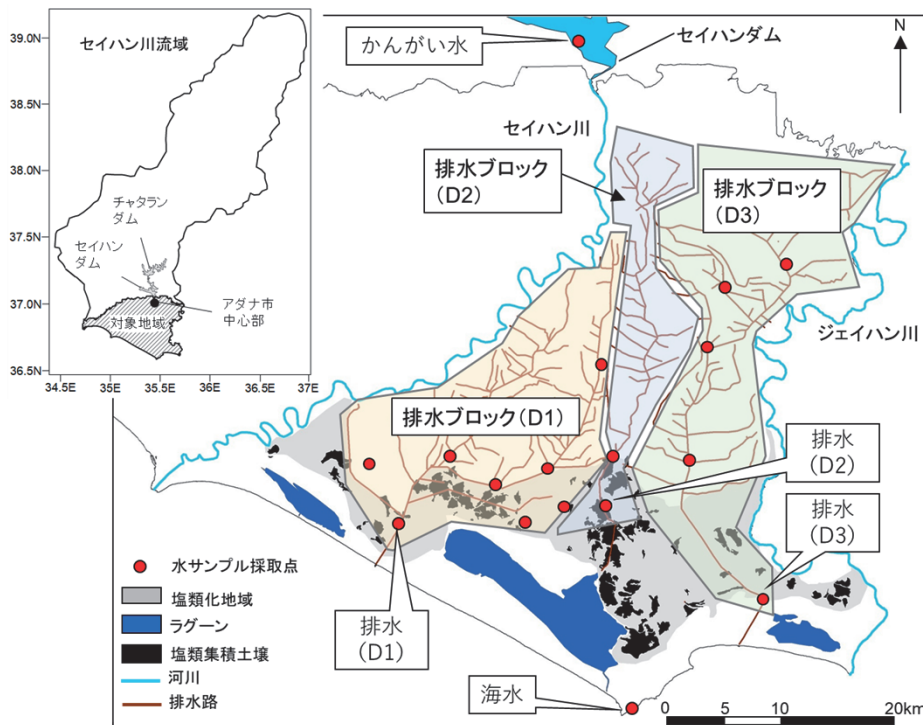 セイハン川流域
39.0N
38.5
38.0
37.5
37.0
36.5
34.5E
35E
35.5E
36E
36.5E
37E
チャタラン
ダム
セイハン
ダム
対象地域
アダナ市
中心部
かんがい水
セイハンダム
N
セイハン川
排水ブロック
(D2)
排水ブロック
(D3)
ジェイハン川
排水ブロック(D1)
排水
(D2)
排水
(D3)
排水
(D1)
海水
水サンプル採取点
塩類化地域
ラグーン
塩類集積土壌
河川
排水路
0 5 10 20km